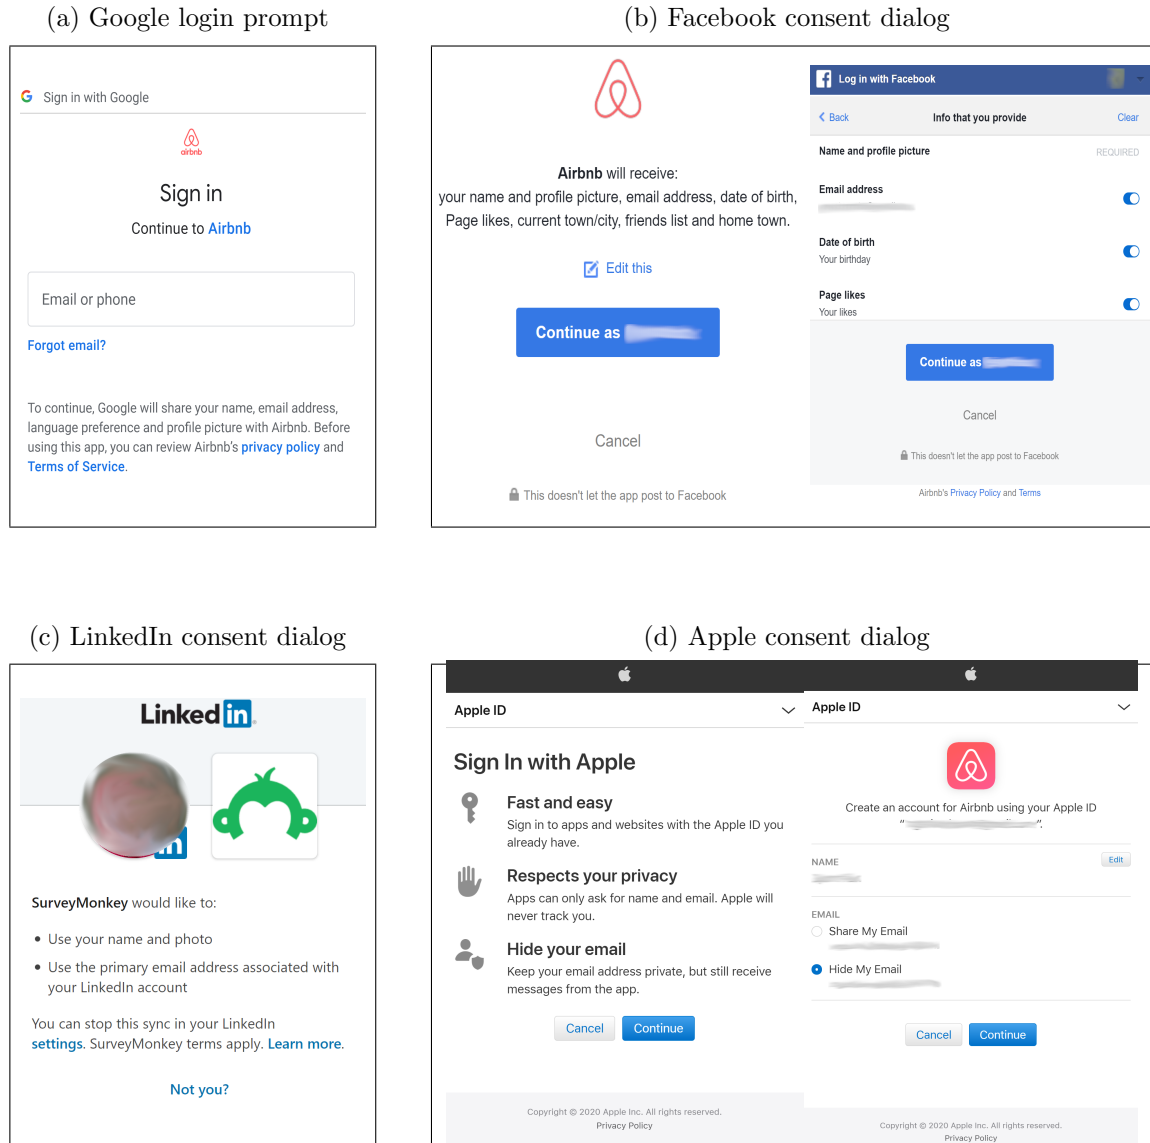 (a) Google login prompt
Sign in with Google
airbnb
Sign in
Continue to Airbnb
Email or phone
Forgot email?
To continue, Google will share your name, email address,
language preference and profile picture with Airbnb. Before
using this app, you can review Airbnb's privacy policy and
Terms of Service.
(b) Facebook consent dialog
Airbnb will receive:
your name and profile picture, email address, date of birth,
Page likes, current town/city, friends list and home town.
Edit this
Continue as
Cancel
This doesn't let the app post to Facebook
Log in with Facebook
Back
Info that you provide
Clear
Name and profile picture
REQUIRED
Email address
Date of birth
Your birthday
Page likes
Your likes
Continue as
Cancel
This doesn't let the app post to Facebook
Airbnb's Privacy Policy and Terms
(c) LinkedIn consent dialog
Linked in
in
SurveyMonkey would like to:
• Use your name and photo
• Use the primary email address associated with
your LinkedIn account
You can stop this sync in your LinkedIn
settings. SurveyMonkey terms apply. Learn more.
Not you?
(d) Apple consent dialog
Apple ID
Sign In with Apple
Fast and easy
Sign in to apps and websites with the Apple ID you
already have.
Respects your privacy
Apps can only ask for name and email. Apple will
never track you.
Hide your email
Keep your email address private, but still receive
messages from the app.
Cancel
Continue
Copyright © 2020 Apple Inc. All rights reserved.
Privacy Policy
Apple ID
Create an account for Airbnb using your Apple ID
" ".
NAME
Edit
EMAIL
Share My Email
Hide My Email
Cancel
Continue
Copyright © 2020 Apple Inc. All rights reserved.
Privacy Policy